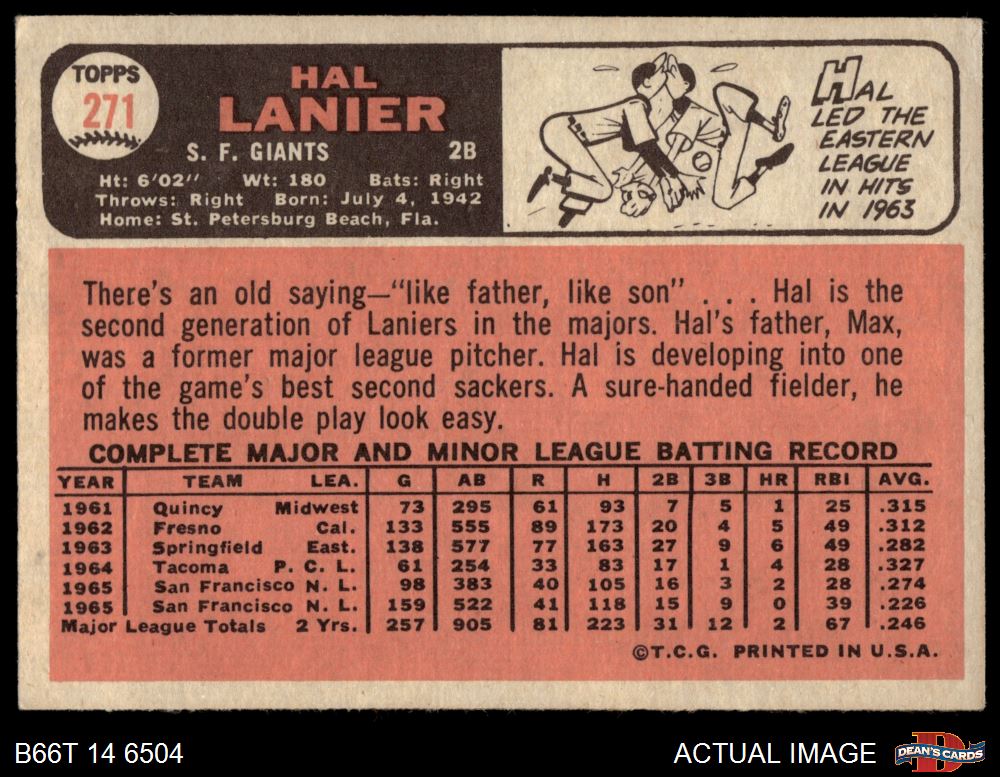 TOPPS
271
HAL
LANIER
S. F. GIANTS 2B
Ht: 6'02" Wt: 180 Bats: Right
Throws: Right Born: July 4, 1942
Home: St. Petersburg Beach, Fla.
HAL
LED THE
EASTERN
LEAGUE
IN HITS
IN 1963
There's an old saying—"like father, like son" . . . Hal is the
second generation of Laniers in the majors. Hal's father, Max,
was a former major league pitcher. Hal is developing into one
of the game's best second sackers. A sure-handed fielder, he
makes the double play look easy.
COMPLETE MAJOR AND MINOR LEAGUE BATTING RECORD
YEAR TEAM LEA. G AB R H 2B 3B HR RBI AVG.
1961 Quincy Midwest 73 295 61 93 7 5 1 25 .315
1962 Fresno Cal. 133 555 89 173 20 4 5 49 .312
1963 Springfield East. 138 577 77 163 27 9 6 49 .282
1964 Tacoma P. C. L. 61 254 33 83 17 1 4 28 .327
1965 San Francisco N. L. 98 383 40 105 16 3 2 28 .274
1965 San Francisco N. L. 159 522 41 118 15 9 0 39 .226
Major League Totals 2 Yrs. 257 905 81 223 31 12 2 67 .246
©T.C.G. PRINTED IN U.S.A.
B66T 14 6504 ACTUAL IMAGE
D
DEAN'S CARDS